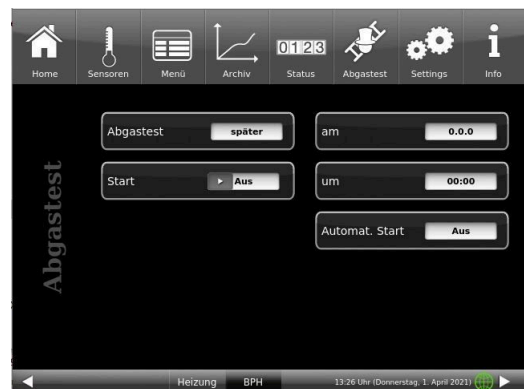 0123
Home Sensoren Menü Archiv Status Abgastest Settings Info
Abgastest später am 0.0.0
Start Aus um 00:00
Automat. Start Aus
Abgastest
Heizung BPH 13:26 Uhr (Donnerstag. 1. April 2021)